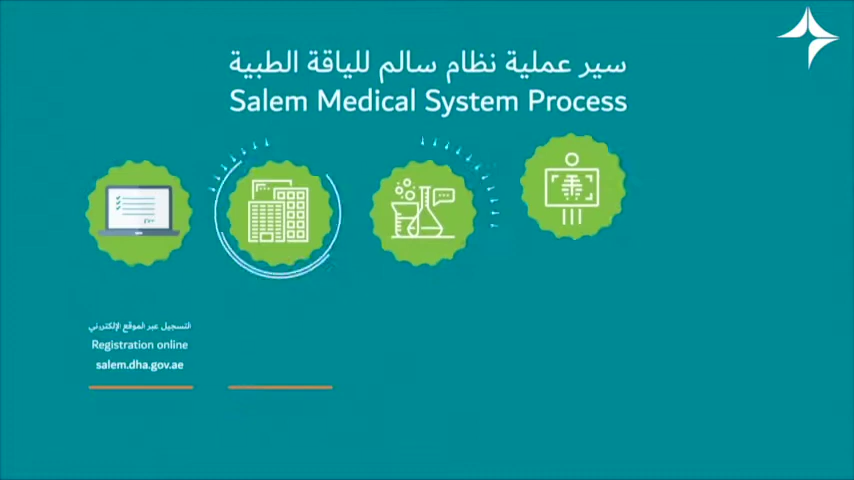 سير عملية نظام سالم للياقة الطبية
Salem Medical System Process
التسجيل عبر الموقع الإلكتروني
Registration online
salem.dha.gov.ae